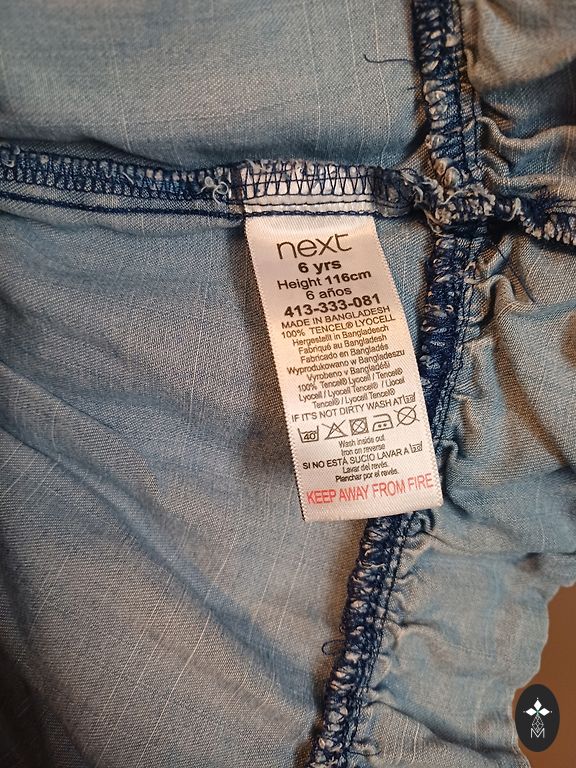 next
6 yrs
Height 116cm
6 años
413-333-081
MADE IN BANGLADESH
100% TENCEL® LYOCELL
Hergestellt in Bangladesch
Fabriqué au Bangladesh
Fabricado en Bangladés
Wyprodukowano w Bangladeszu
Vyrobeno v Bangladéši
100% Tencel® Lyocell / Tencel®
Lyocell / Lyocell Tencel® / Liocel
Tencel® / Lyocell Tencel®
IF IT'S NOT DIRTY WASH AT
40
Wash inside out
Iron on reverse
SI NO ESTÁ SUCIO LAVAR A
Lavar del revés.
Planchar por el revés.
KEEP AWAY FROM FIRE
M